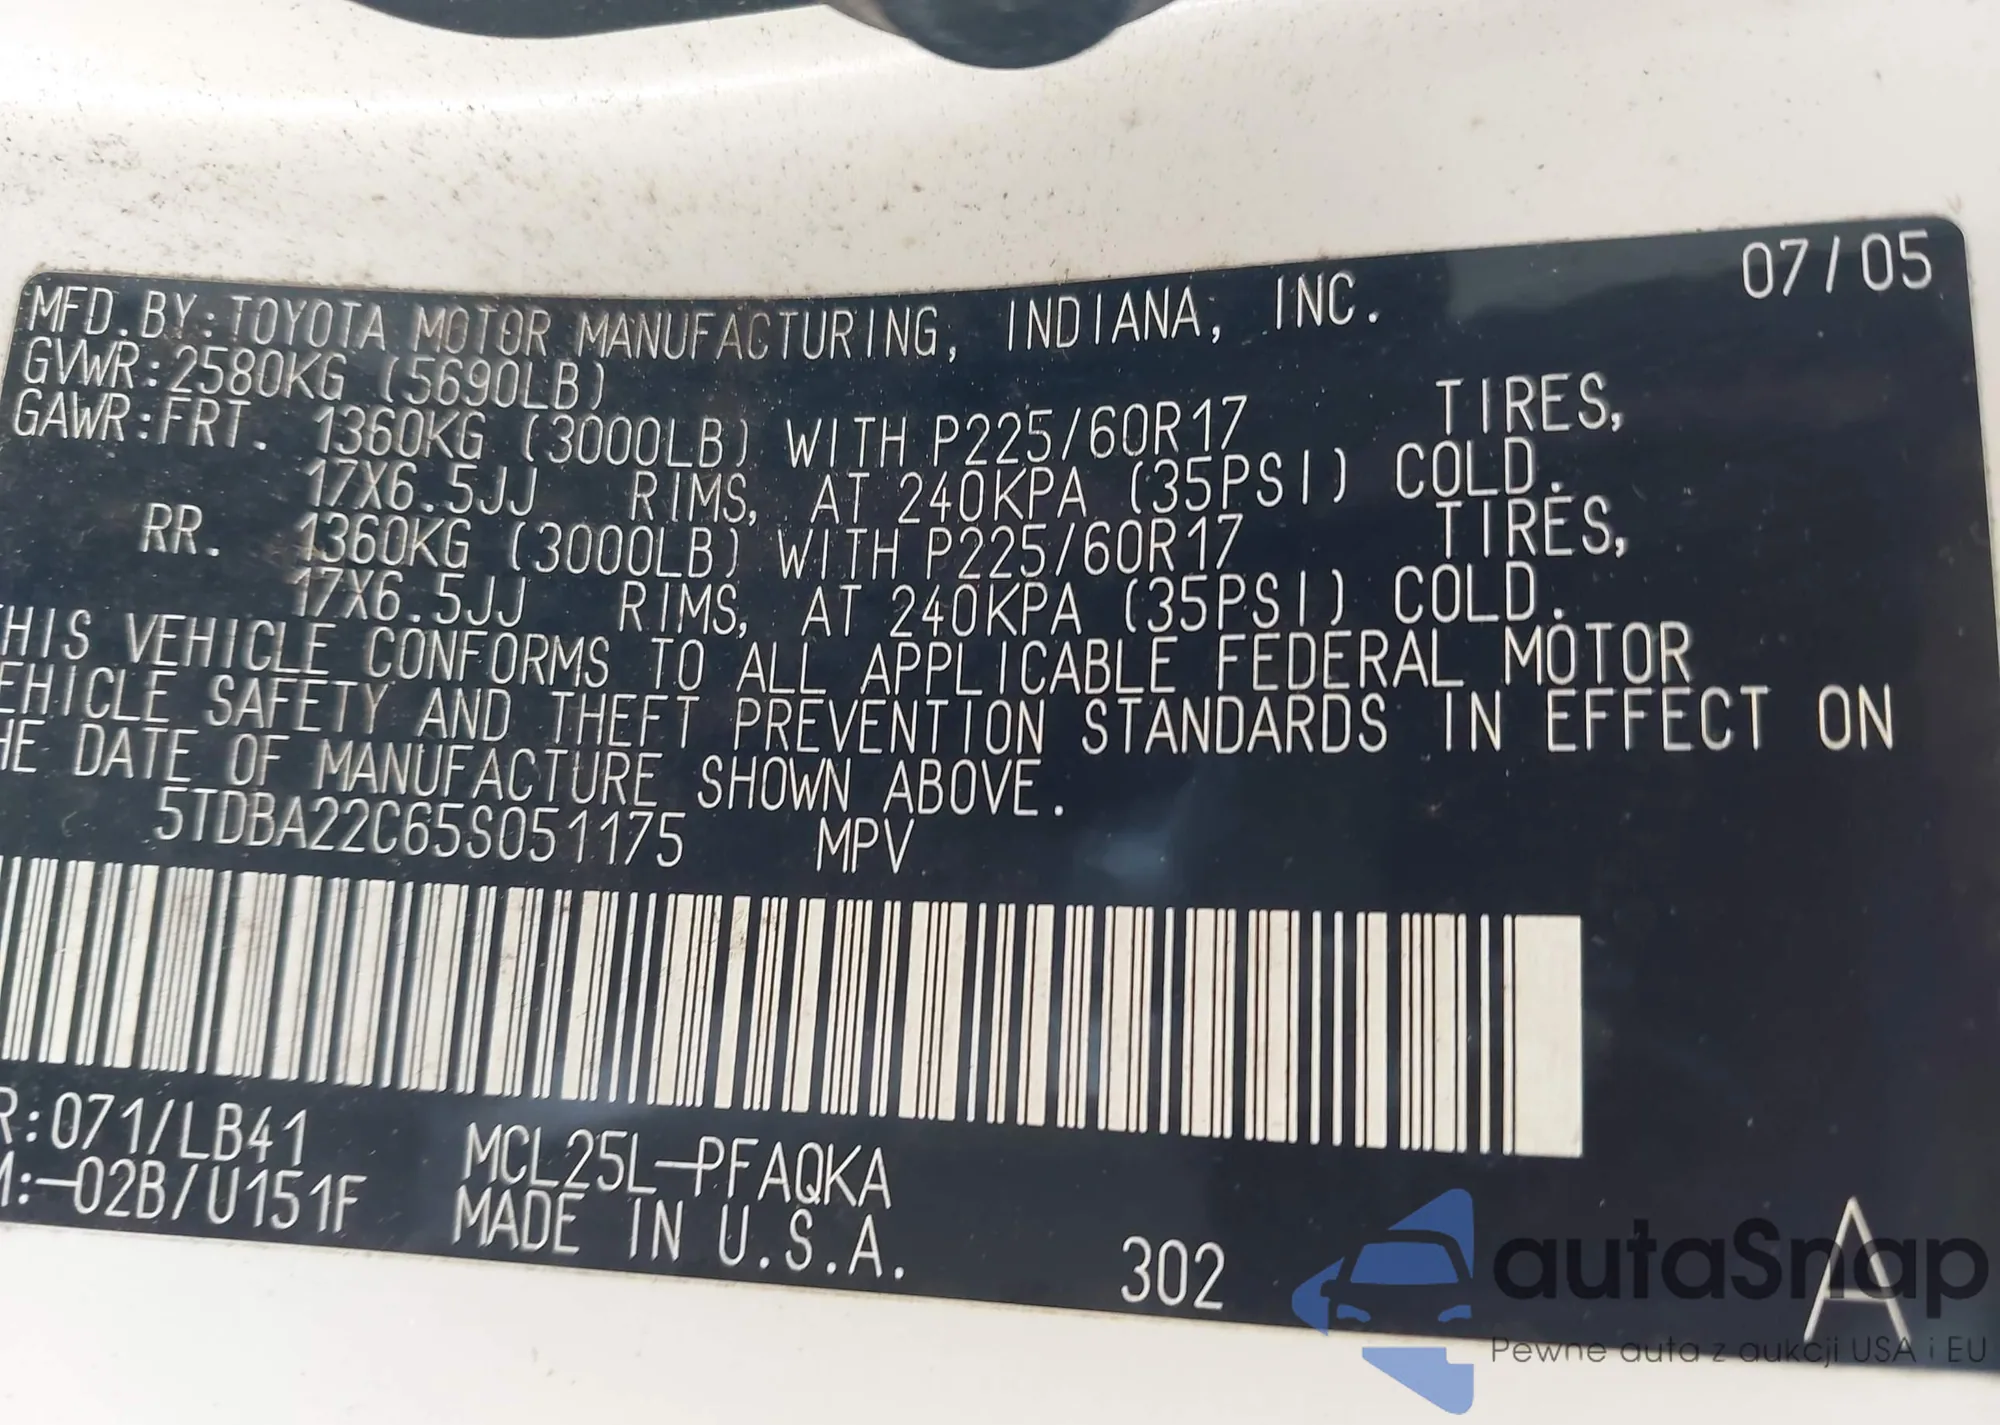 07/05
MFD.BY:TOYOTA MOTOR MANUFACTURING, INDIANA, INC.
GVWR:2580KG (5690LB)
GAWR:FRT. 1360KG (3000LB) WITH P225/60R17 TIRES,
17X6.5JJ RIMS, AT 240KPA (35PSI) COLD.
RR. 1360KG (3000LB) WITH P225/60R17 TIRES,
17X6.5JJ RIMS, AT 240KPA (35PSI) COLD.
HIS VEHICLE CONFORMS TO ALL APPLICABLE FEDERAL MOTOR
EHICLE SAFETY AND THEFT PREVENTION STANDARDS IN EFFECT ON
HE DATE OF MANUFACTURE SHOWN ABOVE.
5TDBA22C65S051175 MPV
R:071/LB41 MCL25L-PFAQKA
M:-02B/U151F MADE IN U.S.A. 302 A
autaSnap
Pewne auta z aukcji USA i EU